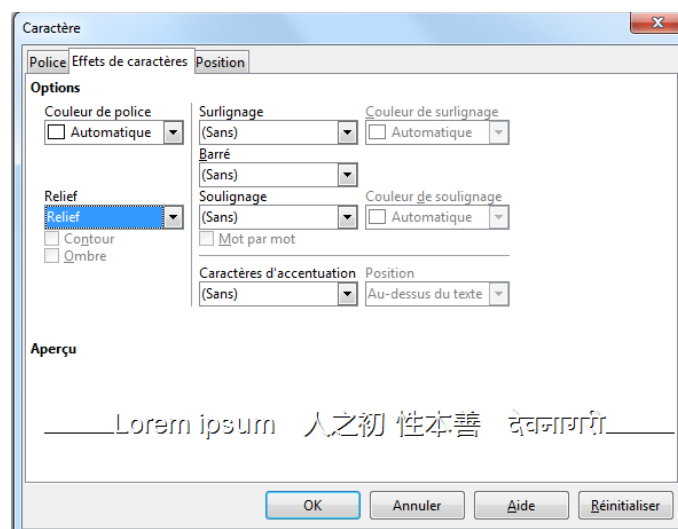 Caractère
Police Effets de caractères Position
Options
Couleur de police Surlignage Couleur de surlignage
Automatique (Sans) Automatique
Barré
(Sans)
Relief Soulignage Couleur de soulignage
Relief (Sans) Automatique
Contour Mot par mot
Ombre
Caractères d'accentuation Position
(Sans) Au-dessus du texte
Aperçu
Lorem ipsum 人之初 性本善 देवनागरी
OK Annuler Aide Réinitialiser